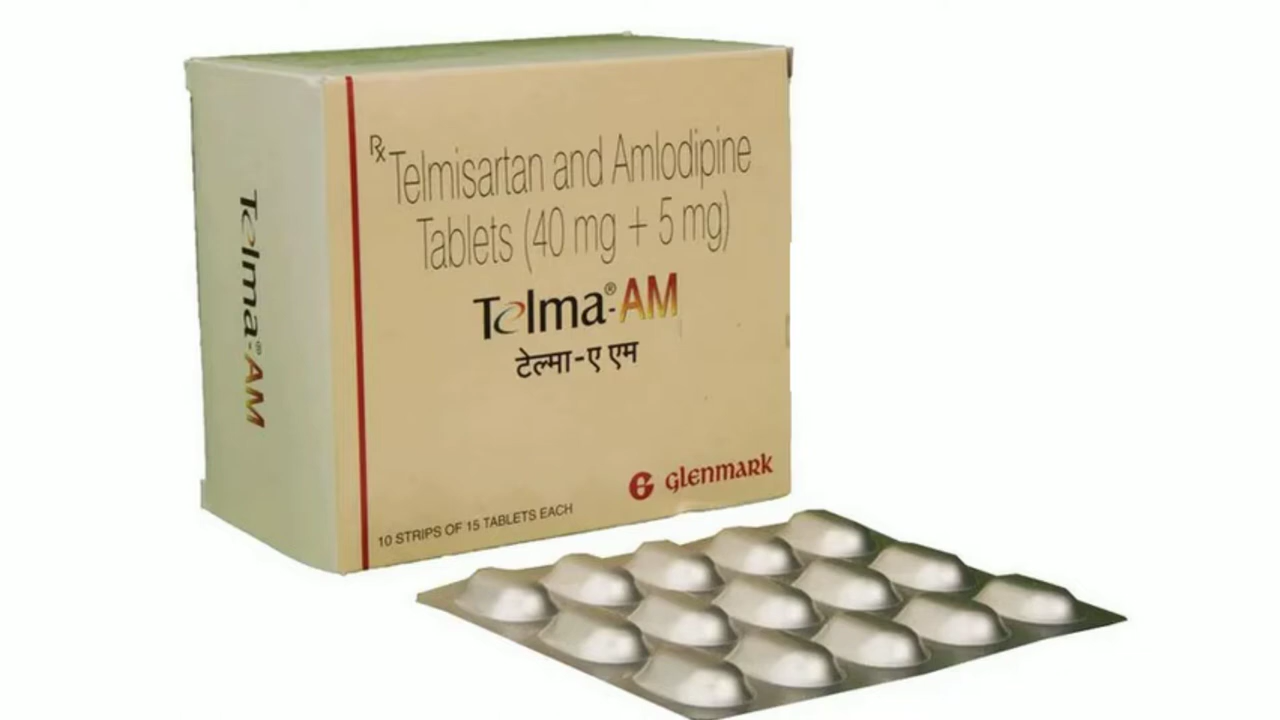 Telma®-AM
Rx Telmisartan and Amlodipine
Tablets (40 mg + 5 mg)
Telma®-AM
टेल्मा-ए एम
G GLENMARK
10 STRIPS OF 15 TABLETS EACH